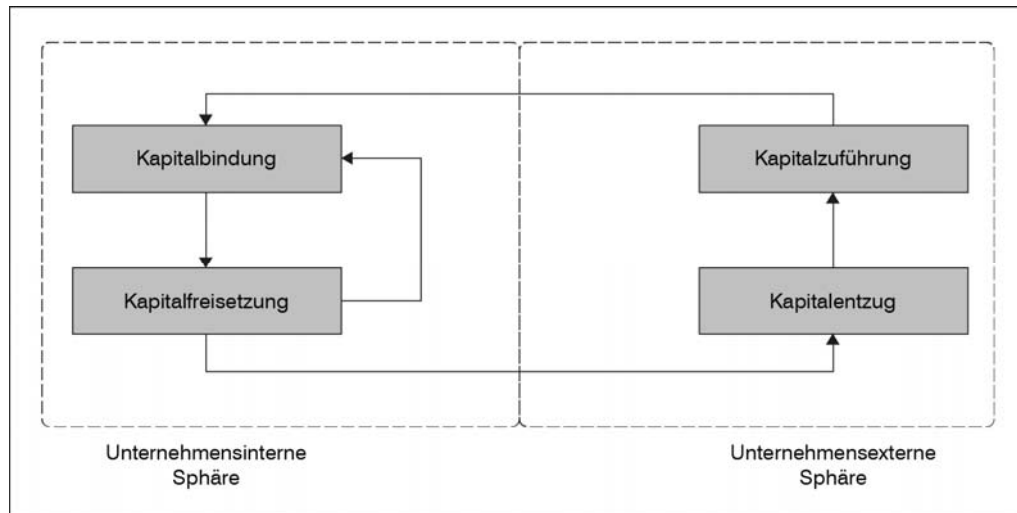 Kapitalbindung
Kapitalzuführung
Kapitalfreisetzung
Kapitalentzug
Unternehmensinterne
Sphäre
Unternehmensexterne
Sphäre